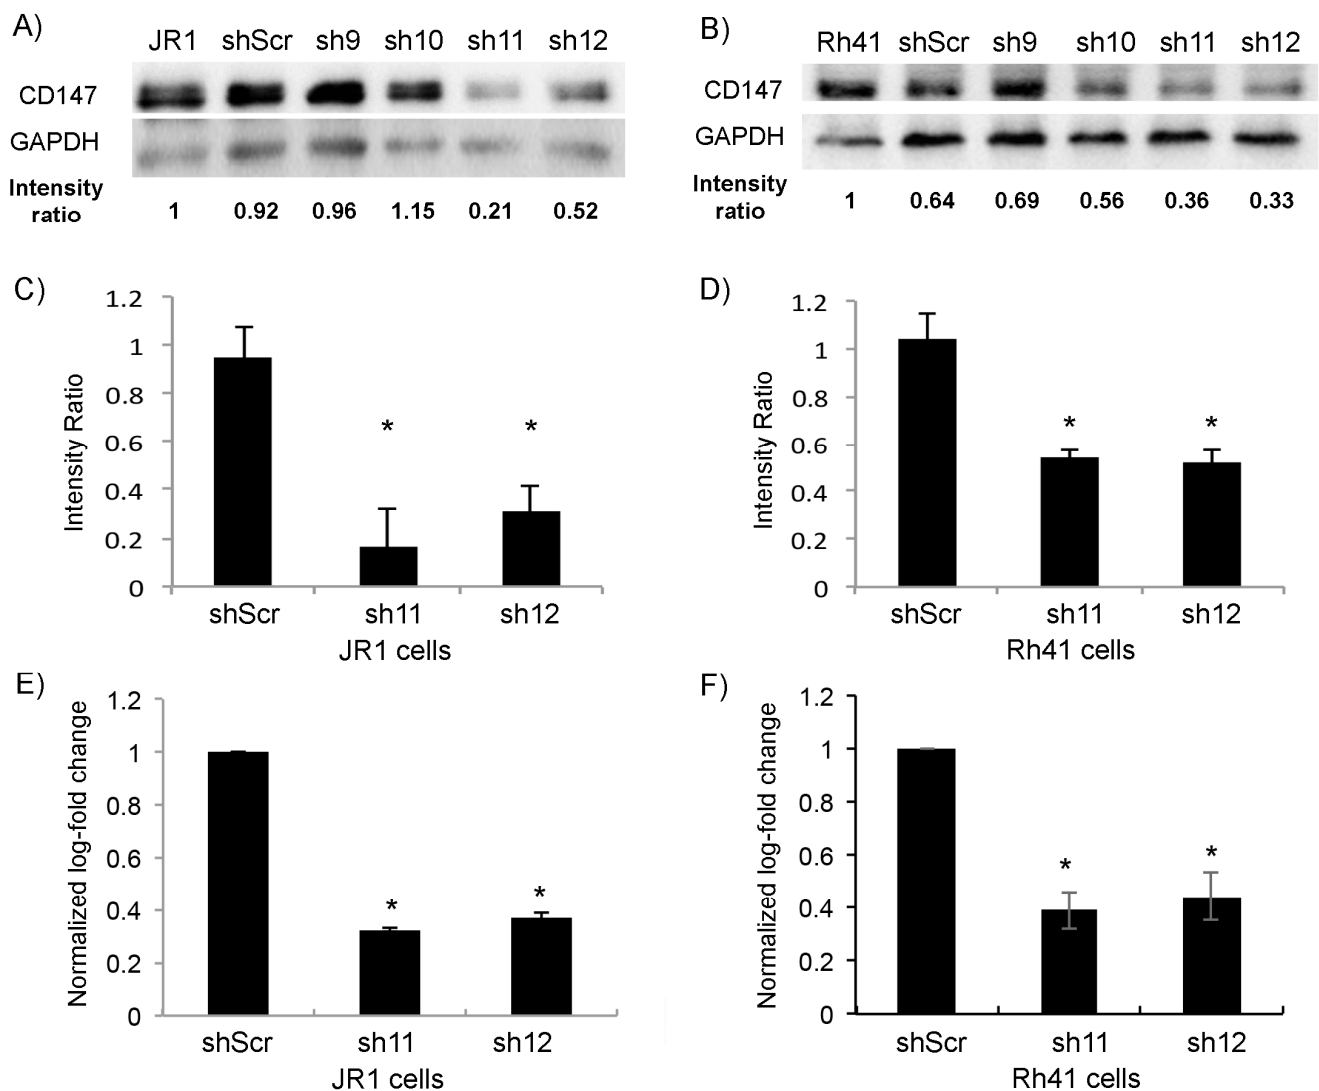 A)
JR1 shScr sh9 sh10 sh11 sh12
CD147
GAPDH
Intensity
ratio
1 0.92 0.96 1.15 0.21 0.52
B)
Rh41 shScr sh9 sh10 sh11 sh12
CD147
GAPDH
Intensity
ratio
1 0.64 0.69 0.56 0.36 0.33
C)
Intensity Ratio
1.2
1
0.8
0.6
0.4
0.2
0
* *
shScr sh11 sh12
JR1 cells
D)
Intensity Ratio
1.2
1
0.8
0.6
0.4
0.2
0
* *
shScr sh11 sh12
Rh41 cells
E)
Normalized log-fold change
1.2
1
0.8
0.6
0.4
0.2
0
* *
shScr sh11 sh12
JR1 cells
F)
Normalized log-fold change
1.2
1
0.8
0.6
0.4
0.2
0
* *
shScr sh11 sh12
Rh41 cells